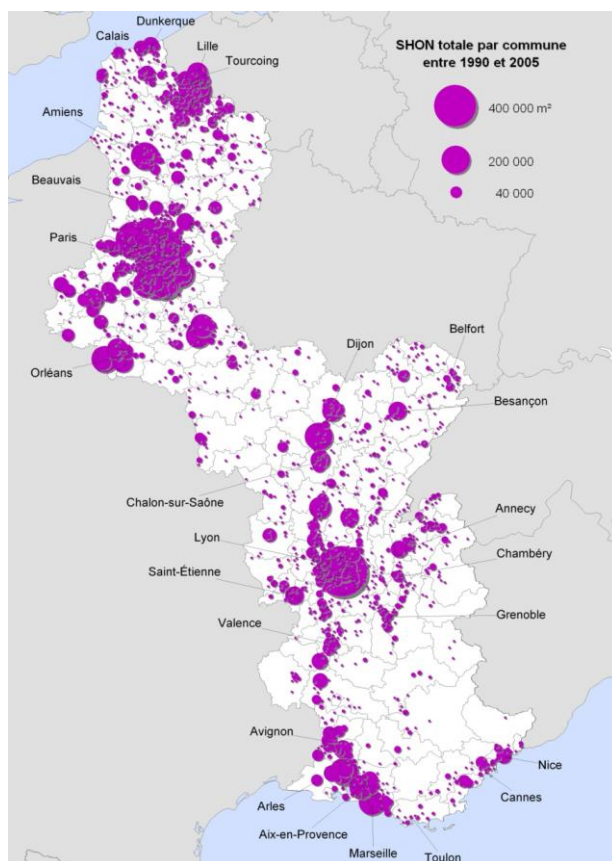 Dunkerque
Calais
Lille
Tourcoing
SHON totale par commune
entre 1990 et 2005
400 000 m²
200 000
40 000
Amiens
Beauvais
Paris
Orléans
Dijon
Belfort
Besançon
Chalon-sur-Saône
Annecy
Lyon
Chambéry
Saint-Étienne
Grenoble
Valence
Avignon
Nice
Cannes
Arles
Aix-en-Provence
Marseille
Toulon